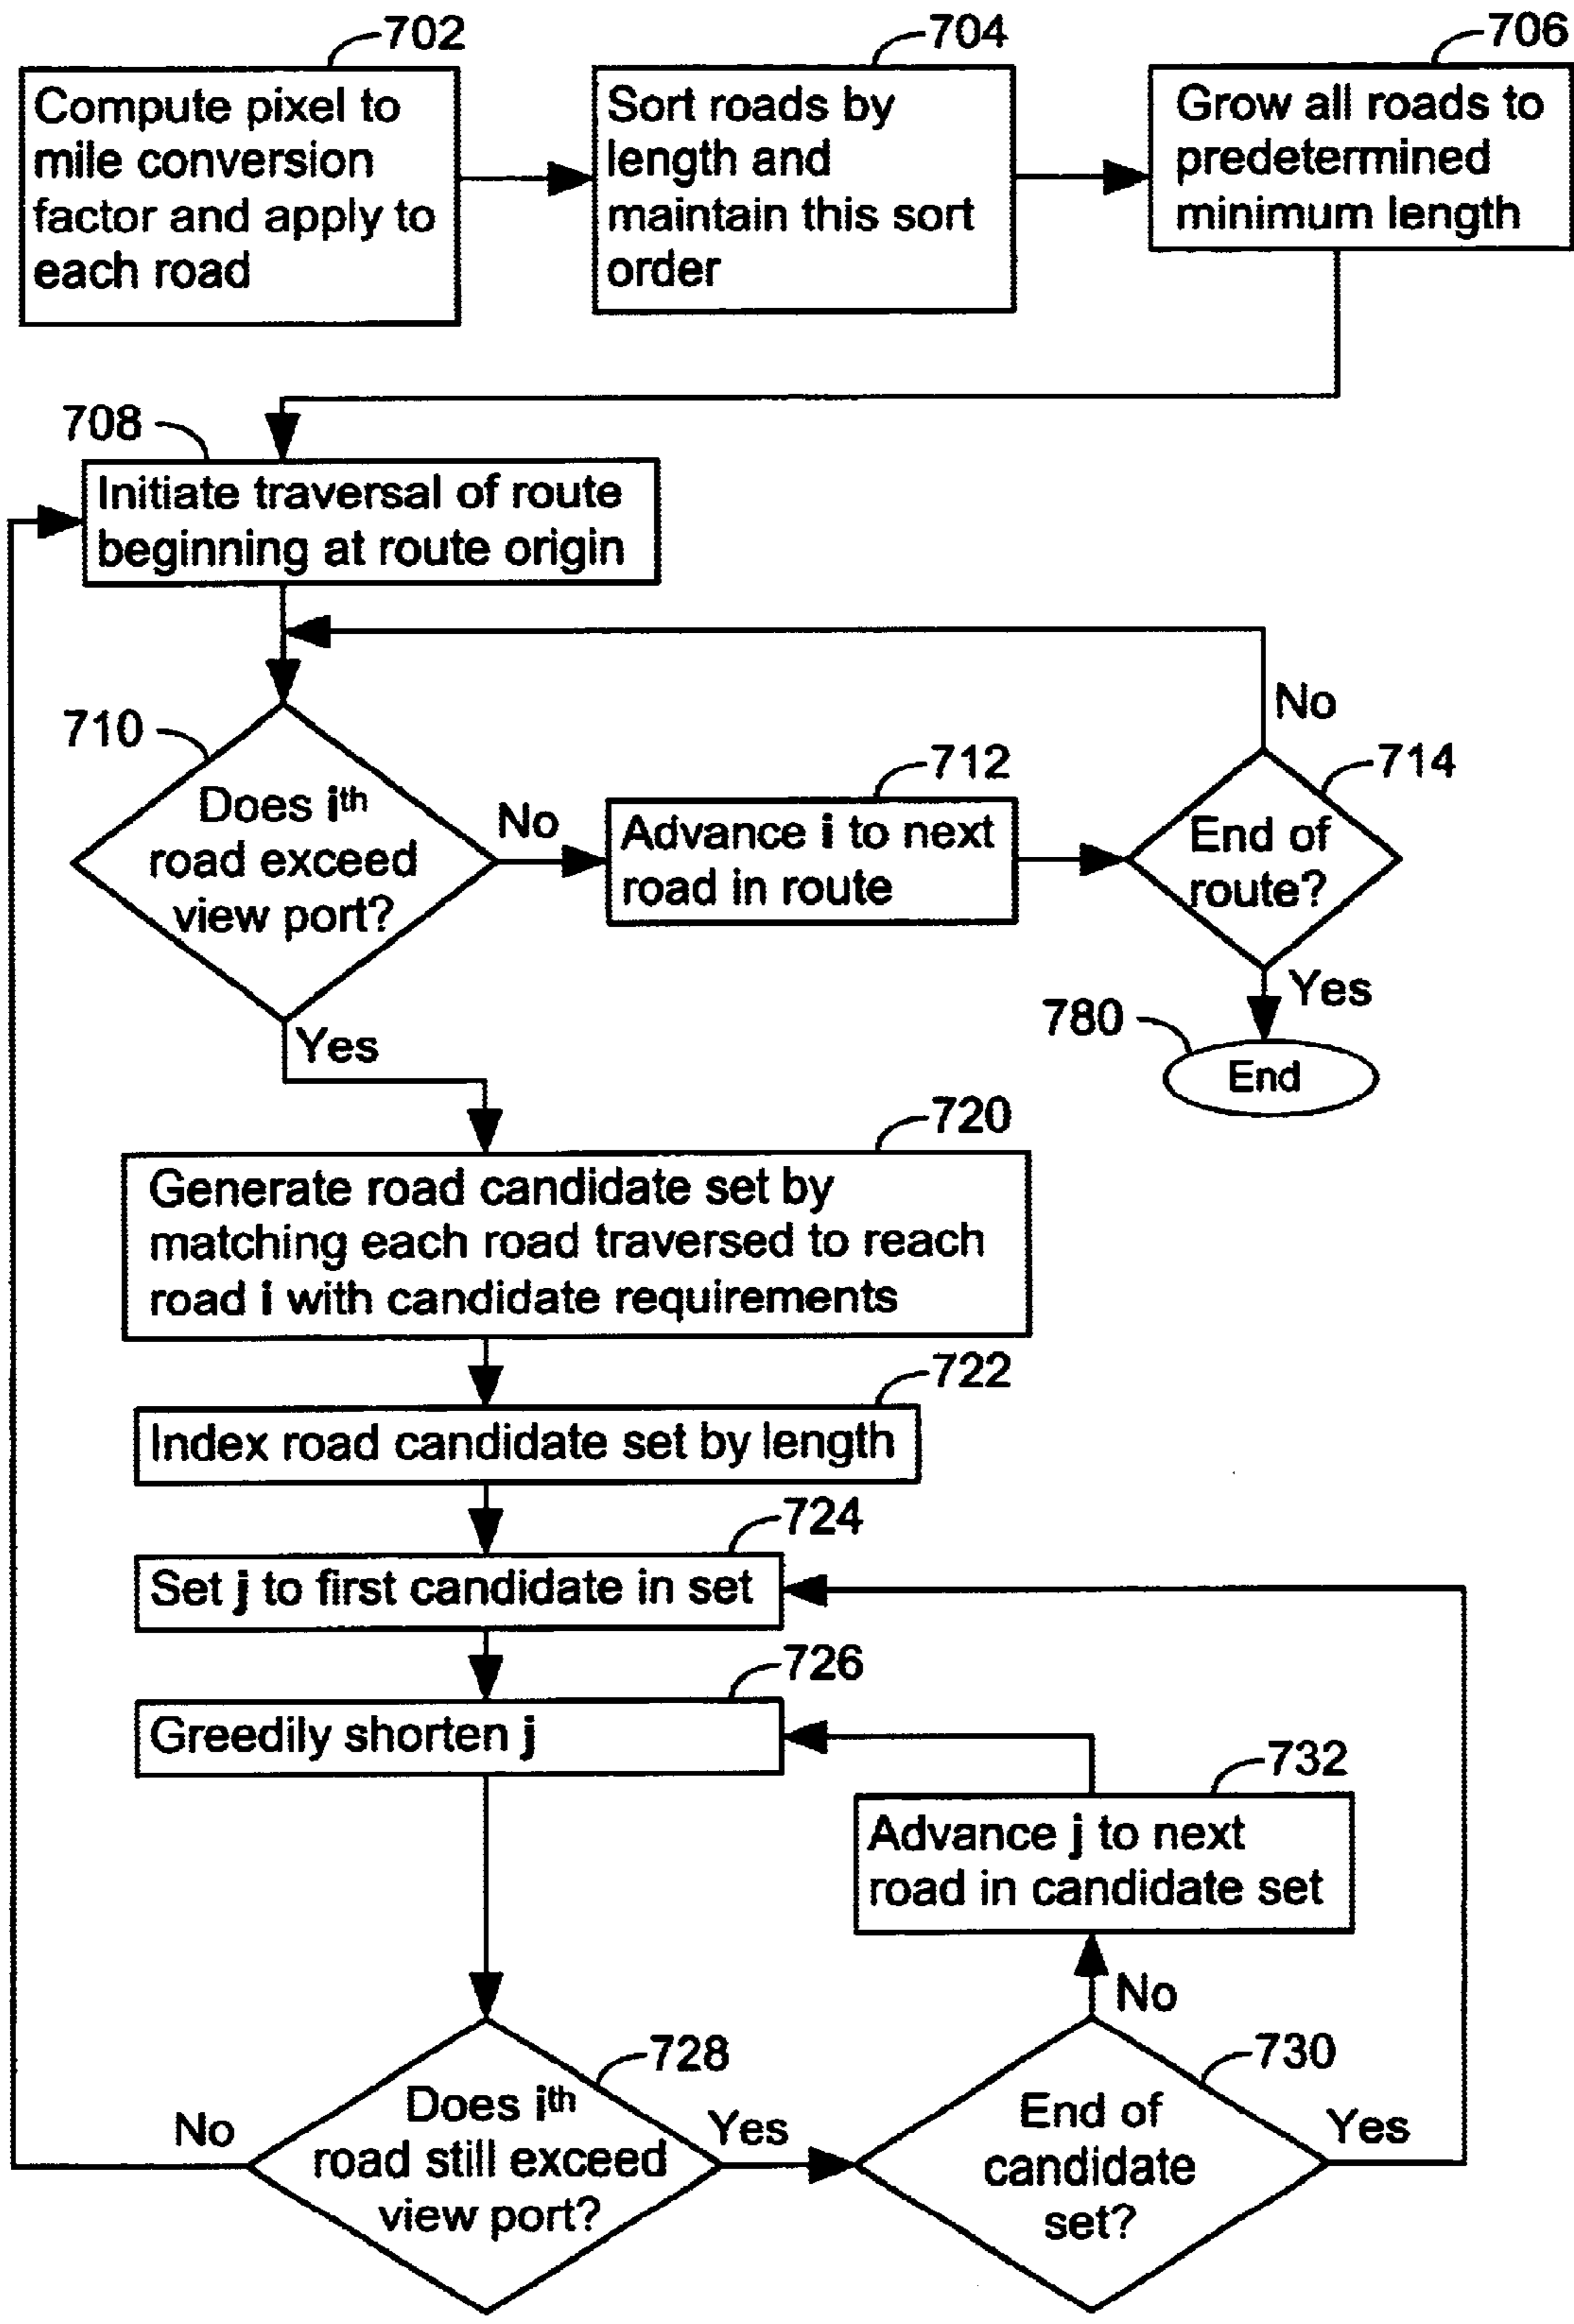 702
Compute pixel to
mile conversion
factor and apply to
each road
704
Sort roads by
length and
maintain this sort
order
706
Grow all roads to
predetermined
minimum length
708
Initiate traversal of route
beginning at route origin
710
Does iᵗʰ
road exceed
view port?
No
712
Advance i to next
road in route
714
End of
route?
No
Yes
780
End
Yes
720
Generate road candidate set by
matching each road traversed to reach
road i with candidate requirements
722
Index road candidate set by length
724
Set j to first candidate in set
726
Greedily shorten j
732
Advance j to next
road in candidate set
No
728
Does iᵗʰ
road still exceed
view port?
No
Yes
730
End of
candidate
set?
Yes